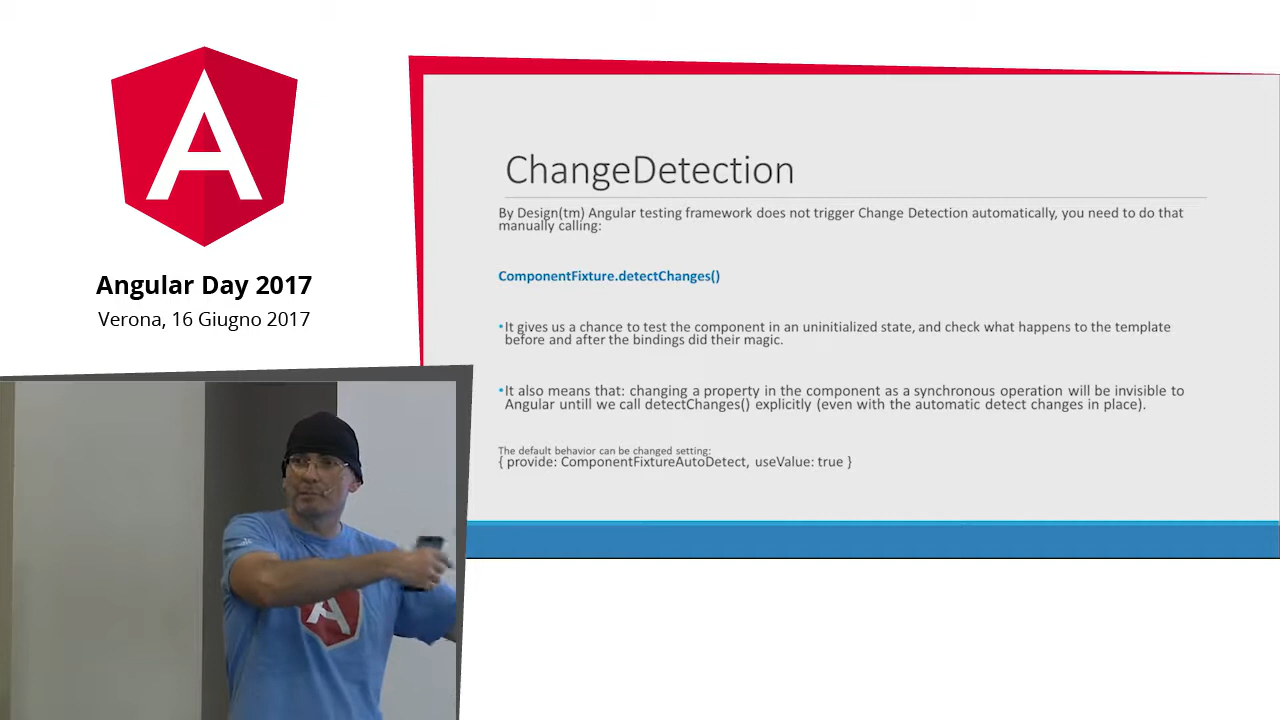 A
Angular Day 2017
Verona, 16 Giugno 2017
ChangeDetection
By Design(tm) Angular testing framework does not trigger Change Detection automatically, you need to do that
manually calling:
ComponentFixture.detectChanges()
•It gives us a chance to test the component in an uninitialized state, and check what happens to the template
before and after the bindings did their magic.
•It also means that: changing a property in the component as a synchronous operation will be invisible to
Angular untill we call detectChanges() explicitly (even with the automatic detect changes in place).
The default behavior can be changed setting:
{ provide: ComponentFixtureAutoDetect, useValue: true }
A